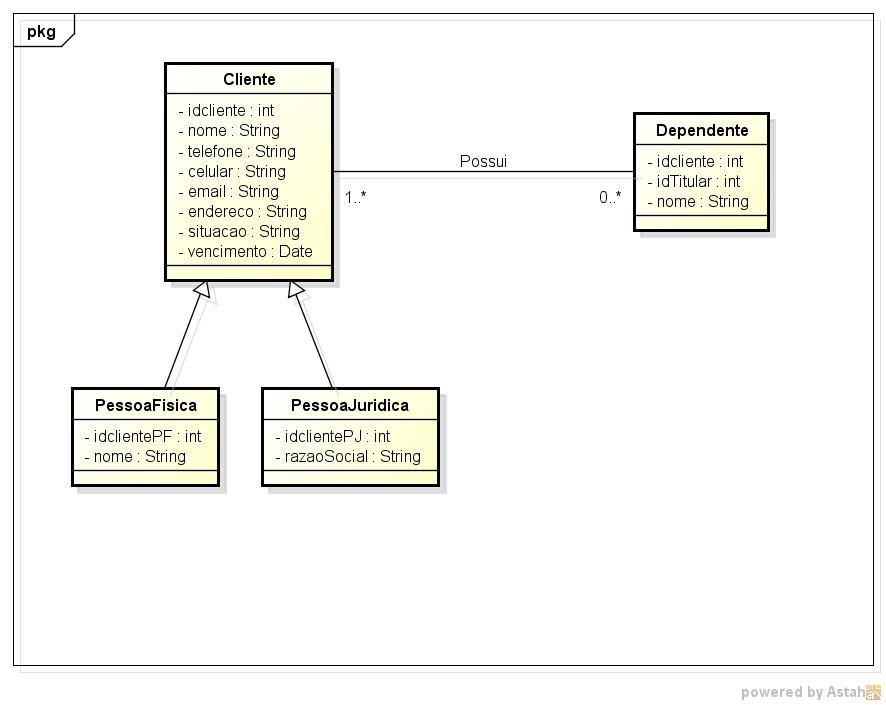 pkg
Cliente
- idcliente : int
- nome : String
- telefone : String
- celular : String
- email : String
- endereco : String
- situacao : String
- vencimento : Date
Possui
1..*
0..*
Dependente
- idcliente : int
- idTitular : int
- nome : String
PessoaFisica
- idclientePF : int
- nome : String
PessoaJuridica
- idclientePJ : int
- razaoSocial : String
powered by Astah